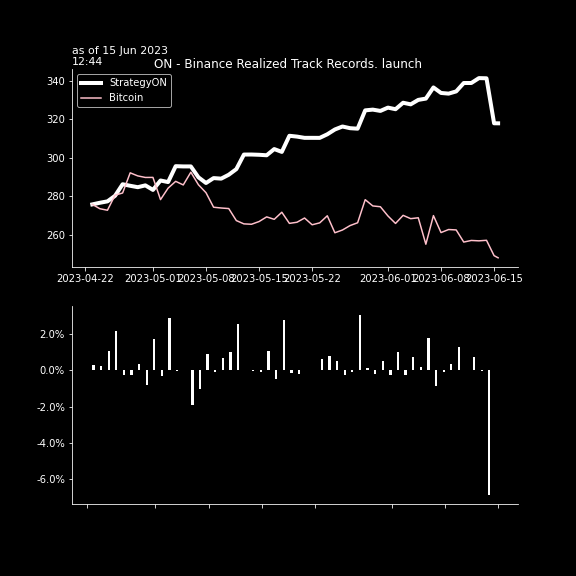 as of 15 Jun 2023
12:44
ON - Binance Realized Track Records. launch
StrategyON
Bitcoin
340
320
300
280
260
2023-04-22 2023-05-01 2023-05-08 2023-05-15 2023-05-22 2023-06-01 2023-06-08 2023-06-15
2.0%
0.0%
-2.0%
-4.0%
-6.0%